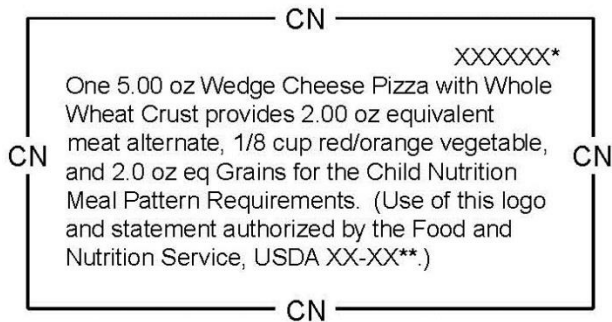 CN
XXXXXX*
One 5.00 oz Wedge Cheese Pizza with Whole
Wheat Crust provides 2.00 oz equivalent
meat alternate, 1/8 cup red/orange vegetable,
CN and 2.0 oz eq Grains for the Child Nutrition CN
Meal Pattern Requirements. (Use of this logo
and statement authorized by the Food and
Nutrition Service, USDA XX-XX**.)
CN